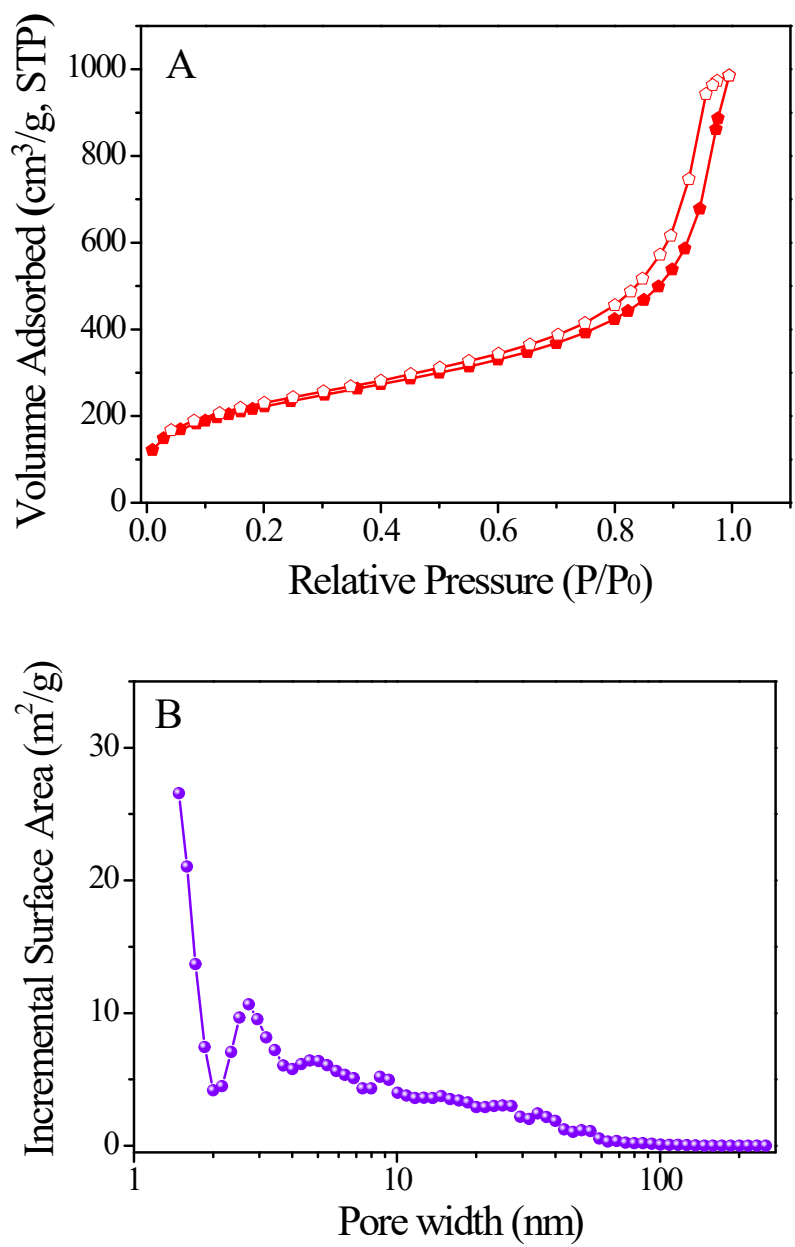 A
Volunme Adsorbed (cm³/g, STP)
1000
800
600
400
200
0
0.0 0.2 0.4 0.6 0.8 1.0
Relative Pressure (P/P₀)
B
Incremental Surface Area (m²/g)
30
20
10
0
1 10 100
Pore width (nm)